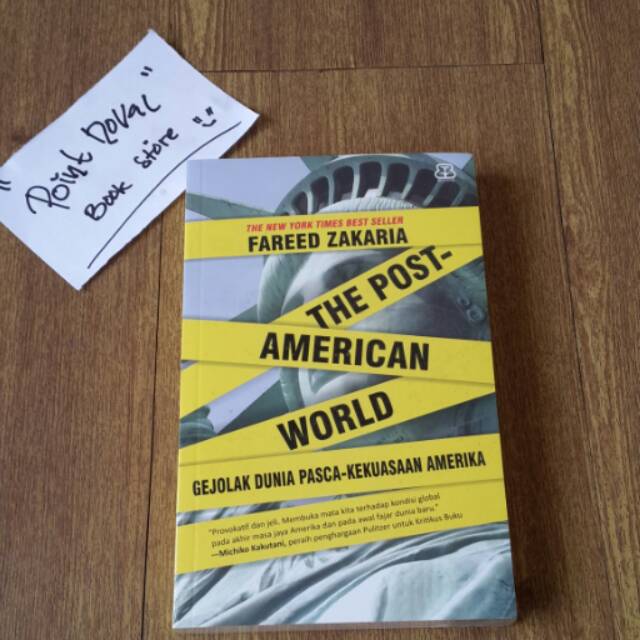 "Point Royal"
Book Store
THE NEW YORK TIMES BEST SELLER
FAREED ZAKARIA
THE POST-
AMERICAN
WORLD
GEJOLAK DUNIA PASCA-KEKUASAAN AMERIKA
"Provokatif dan jeli. Membuka mata kita terhadap kondisi global
pada akhir masa jaya Amerika dan pada awal fajar dunia baru."
—Michiko Kakutani, peraih penghargaan Pulitzer untuk Kritikus Buku